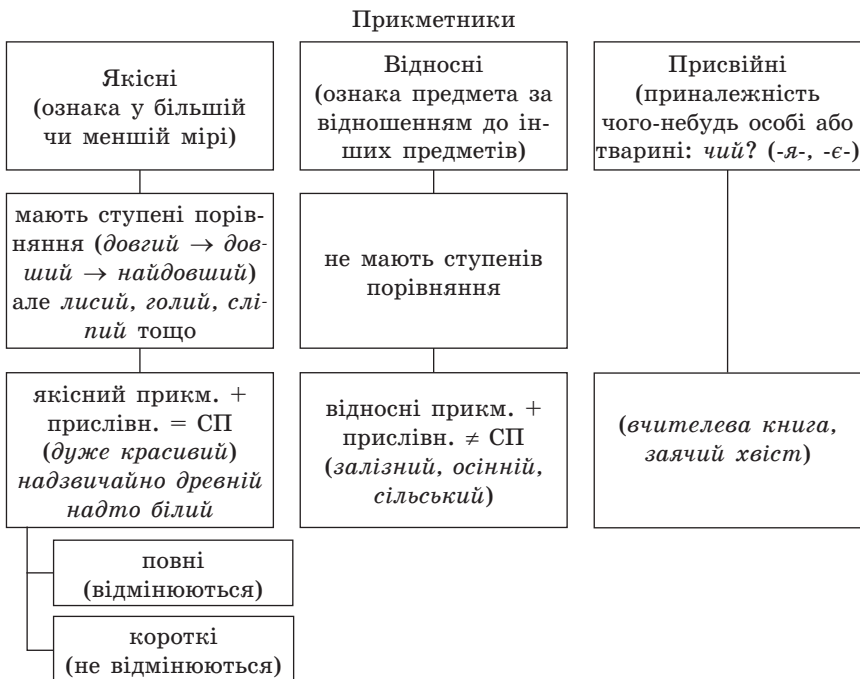 Прикметники
Якісні
(ознака у більшій
чи меншій мірі)
Відносні
(ознака предмета за
відношенням до ін-
ших предметів)
Присвійні
(приналежність
чого-небудь особі або
тварині: чий? (-я-, -є-)
мають ступені порів-
няння (довгий → дов-
ший → найдовший)
але лисий, голий, слі-
пий тощо
не мають ступенів
порівняння
якісний прикм. +
прислівн. = СП
(дуже красивий)
надзвичайно древній
надто білий
відносні прикм. +
прислівн. ≠ СП
(залізний, осінній,
сільський)
(вчителева книга,
заячий хвіст)
повні
(відмінюються)
короткі
(не відмінюються)